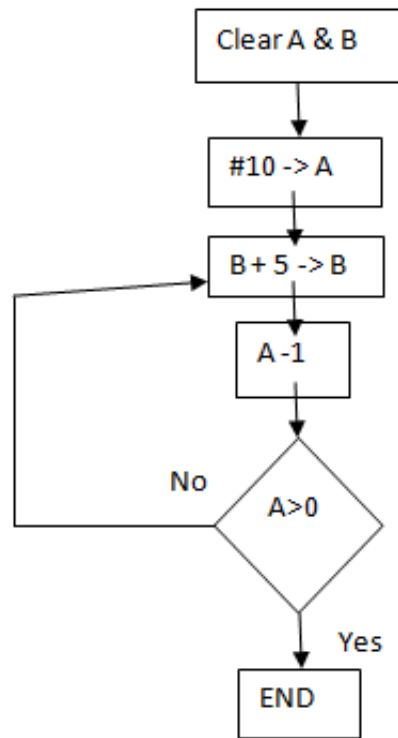 Clear A & B
#10 -> A
B + 5 -> B
A -1
No
A>0
Yes
END